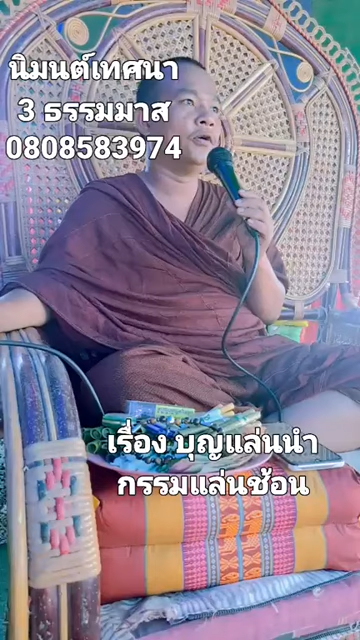 นิมนต์เทศนา
3 ธรรมมาส
0808583974
เรื่อง บุญแล่นนำ
กรรมแล่นซ้อน